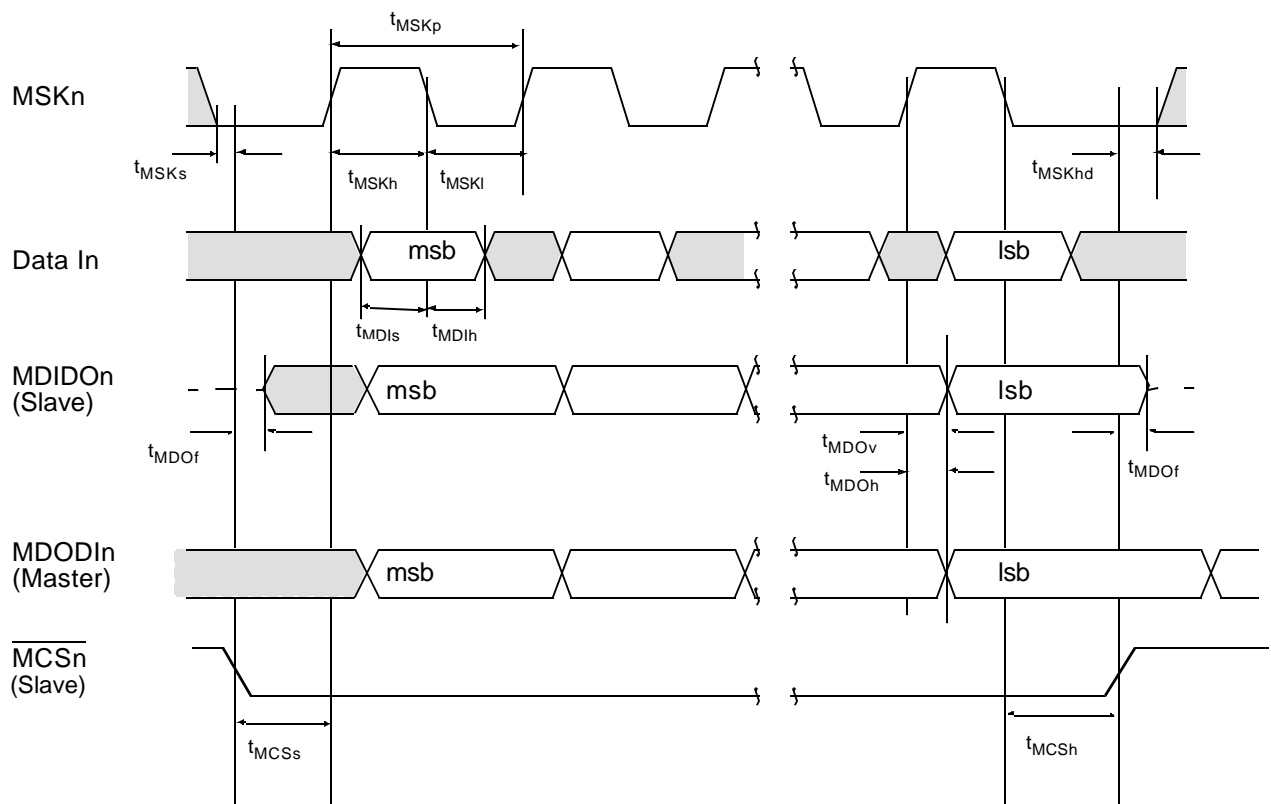 tMSKp
MSKn
tMSKs
tMSKh
tMSKl
tMSKhd
Data In
msb
lsb
tMDIs
tMDIh
MDIDOn
(Slave)
msb
lsb
tMDOf
tMDOv
tMDOf
tMDOh
MDODIn
(Master)
msb
lsb
MCSn
(Slave)
tMCSs
tMCSh